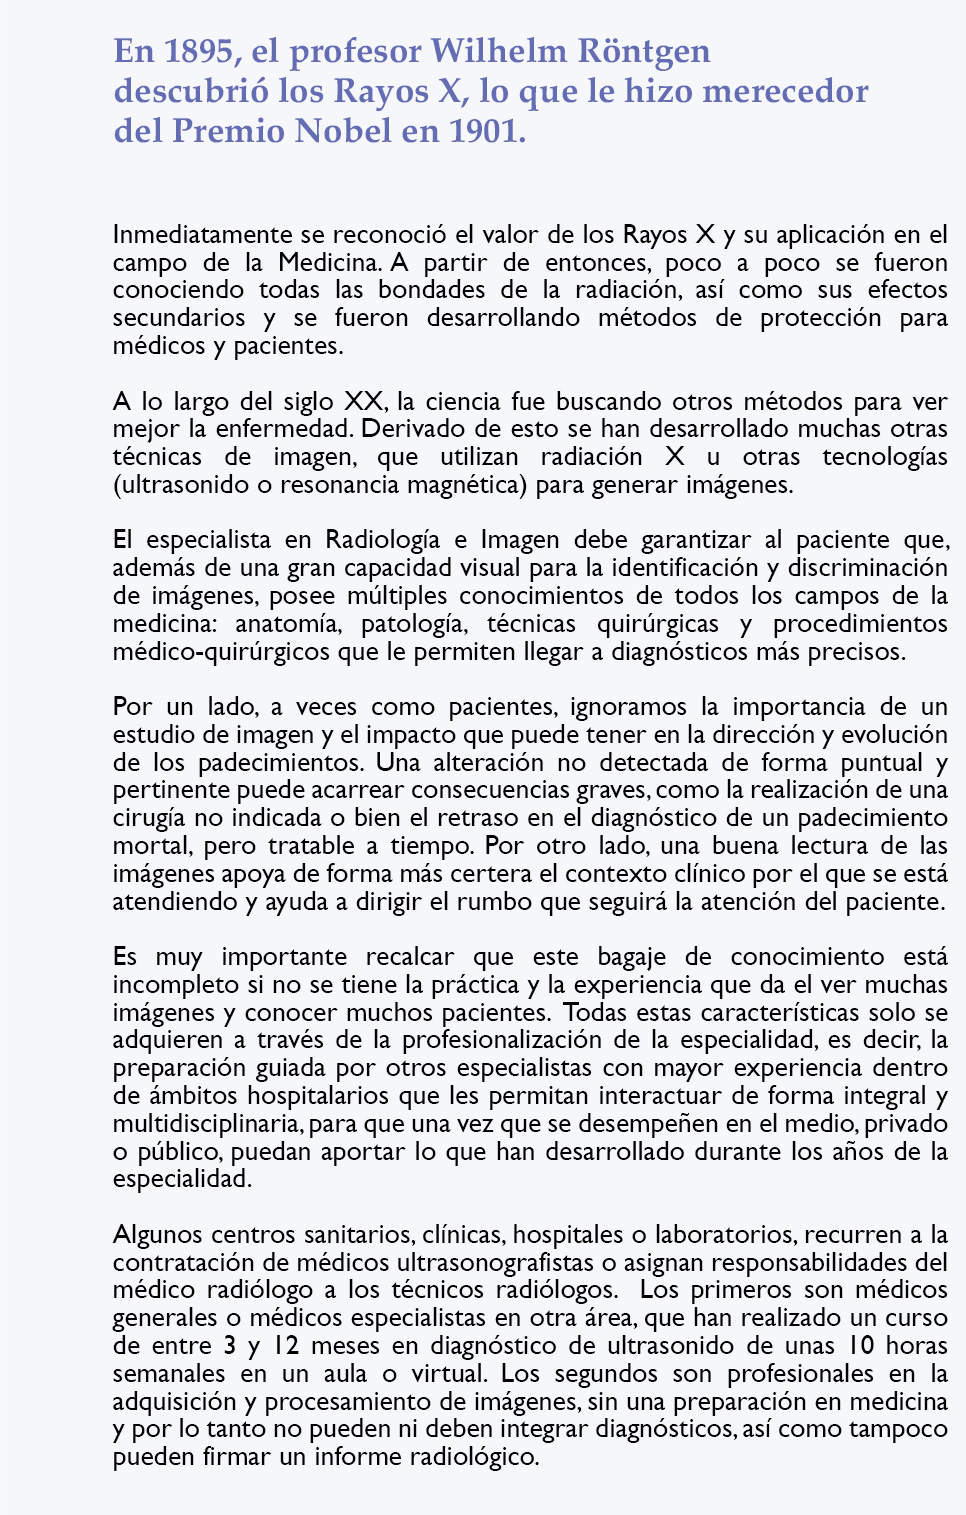 En 1895, el profesor Wilhelm Röntgen
descubrió los Rayos X, lo que le hizo merecedor
del Premio Nobel en 1901.
Inmediatamente se reconoció el valor de los Rayos X y su aplicación en el
campo de la Medicina. A partir de entonces, poco a poco se fueron
conociendo todas las bondades de la radiación, así como sus efectos
secundarios y se fueron desarrollando métodos de protección para
médicos y pacientes.
A lo largo del siglo XX, la ciencia fue buscando otros métodos para ver
mejor la enfermedad. Derivado de esto se han desarrollado muchas otras
técnicas de imagen, que utilizan radiación X u otras tecnologías
(ultrasonido o resonancia magnética) para generar imágenes.
El especialista en Radiología e Imagen debe garantizar al paciente que,
además de una gran capacidad visual para la identificación y discriminación
de imágenes, posee múltiples conocimientos de todos los campos de la
medicina: anatomía, patología, técnicas quirúrgicas y procedimientos
médico-quirúrgicos que le permiten llegar a diagnósticos más precisos.
Por un lado, a veces como pacientes, ignoramos la importancia de un
estudio de imagen y el impacto que puede tener en la dirección y evolución
de los padecimientos. Una alteración no detectada de forma puntual y
pertinente puede acarrear consecuencias graves, como la realización de una
cirugía no indicada o bien el retraso en el diagnóstico de un padecimiento
mortal, pero tratable a tiempo. Por otro lado, una buena lectura de las
imágenes apoya de forma más certera el contexto clínico por el que se está
atendiendo y ayuda a dirigir el rumbo que seguirá la atención del paciente.
Es muy importante recalcar que este bagaje de conocimiento está
incompleto si no se tiene la práctica y la experiencia que da el ver muchas
imágenes y conocer muchos pacientes. Todas estas características solo se
adquieren a través de la profesionalización de la especialidad, es decir, la
preparación guiada por otros especialistas con mayor experiencia dentro
de ámbitos hospitalarios que les permitan interactuar de forma integral y
multidisciplinaria, para que una vez que se desempeñen en el medio, privado
o público, puedan aportar lo que han desarrollado durante los años de la
especialidad.
Algunos centros sanitarios, clínicas, hospitales o laboratorios, recurren a la
contratación de médicos ultrasonografistas o asignan responsabilidades del
médico radiólogo a los técnicos radiólogos. Los primeros son médicos
generales o médicos especialistas en otra área, que han realizado un curso
de entre 3 y 12 meses en diagnóstico de ultrasonido de unas 10 horas
semanales en un aula o virtual. Los segundos son profesionales en la
adquisición y procesamiento de imágenes, sin una preparación en medicina
y por lo tanto no pueden ni deben integrar diagnósticos, así como tampoco
pueden firmar un informe radiológico.